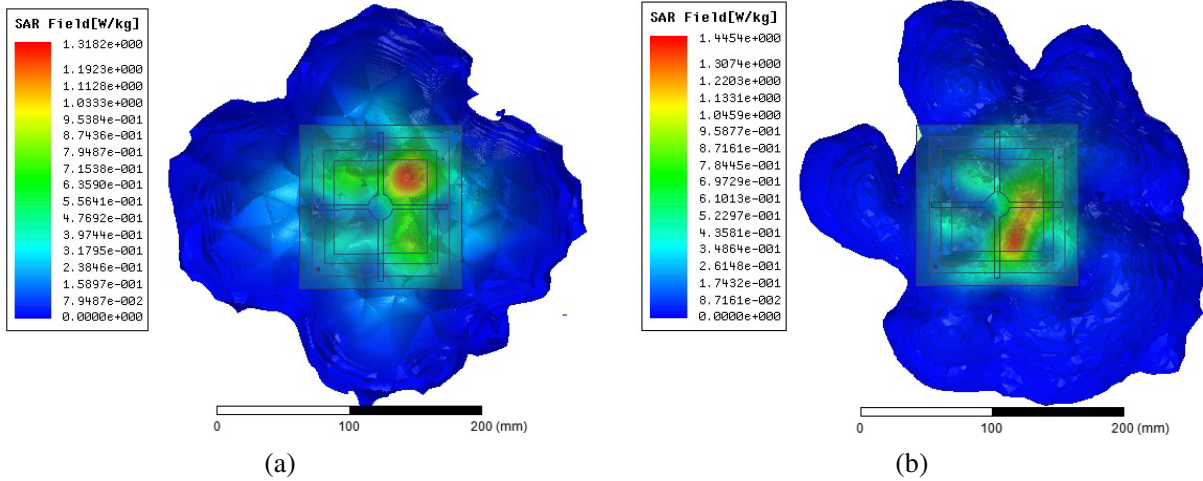 SAR Field[W/kg]
1.3182e+000
1.1923e+000
1.1128e+000
1.0333e+000
9.5384e-001
8.7436e-001
7.9487e-001
7.1538e-001
6.3590e-001
5.5641e-001
4.7692e-001
3.9744e-001
3.1795e-001
2.3846e-001
1.5897e-001
7.9487e-002
0.0000e+000
0
100
200 (mm)
(a)
SAR Field[W/kg]
1.4454e+000
1.3074e+000
1.2203e+000
1.1331e+000
1.0459e+000
9.5877e-001
8.7161e-001
7.8445e-001
6.9729e-001
6.1013e-001
5.2297e-001
4.3581e-001
3.4864e-001
2.6148e-001
1.7432e-001
8.7161e-002
0.0000e+000
0
100
200 (mm)
(b)